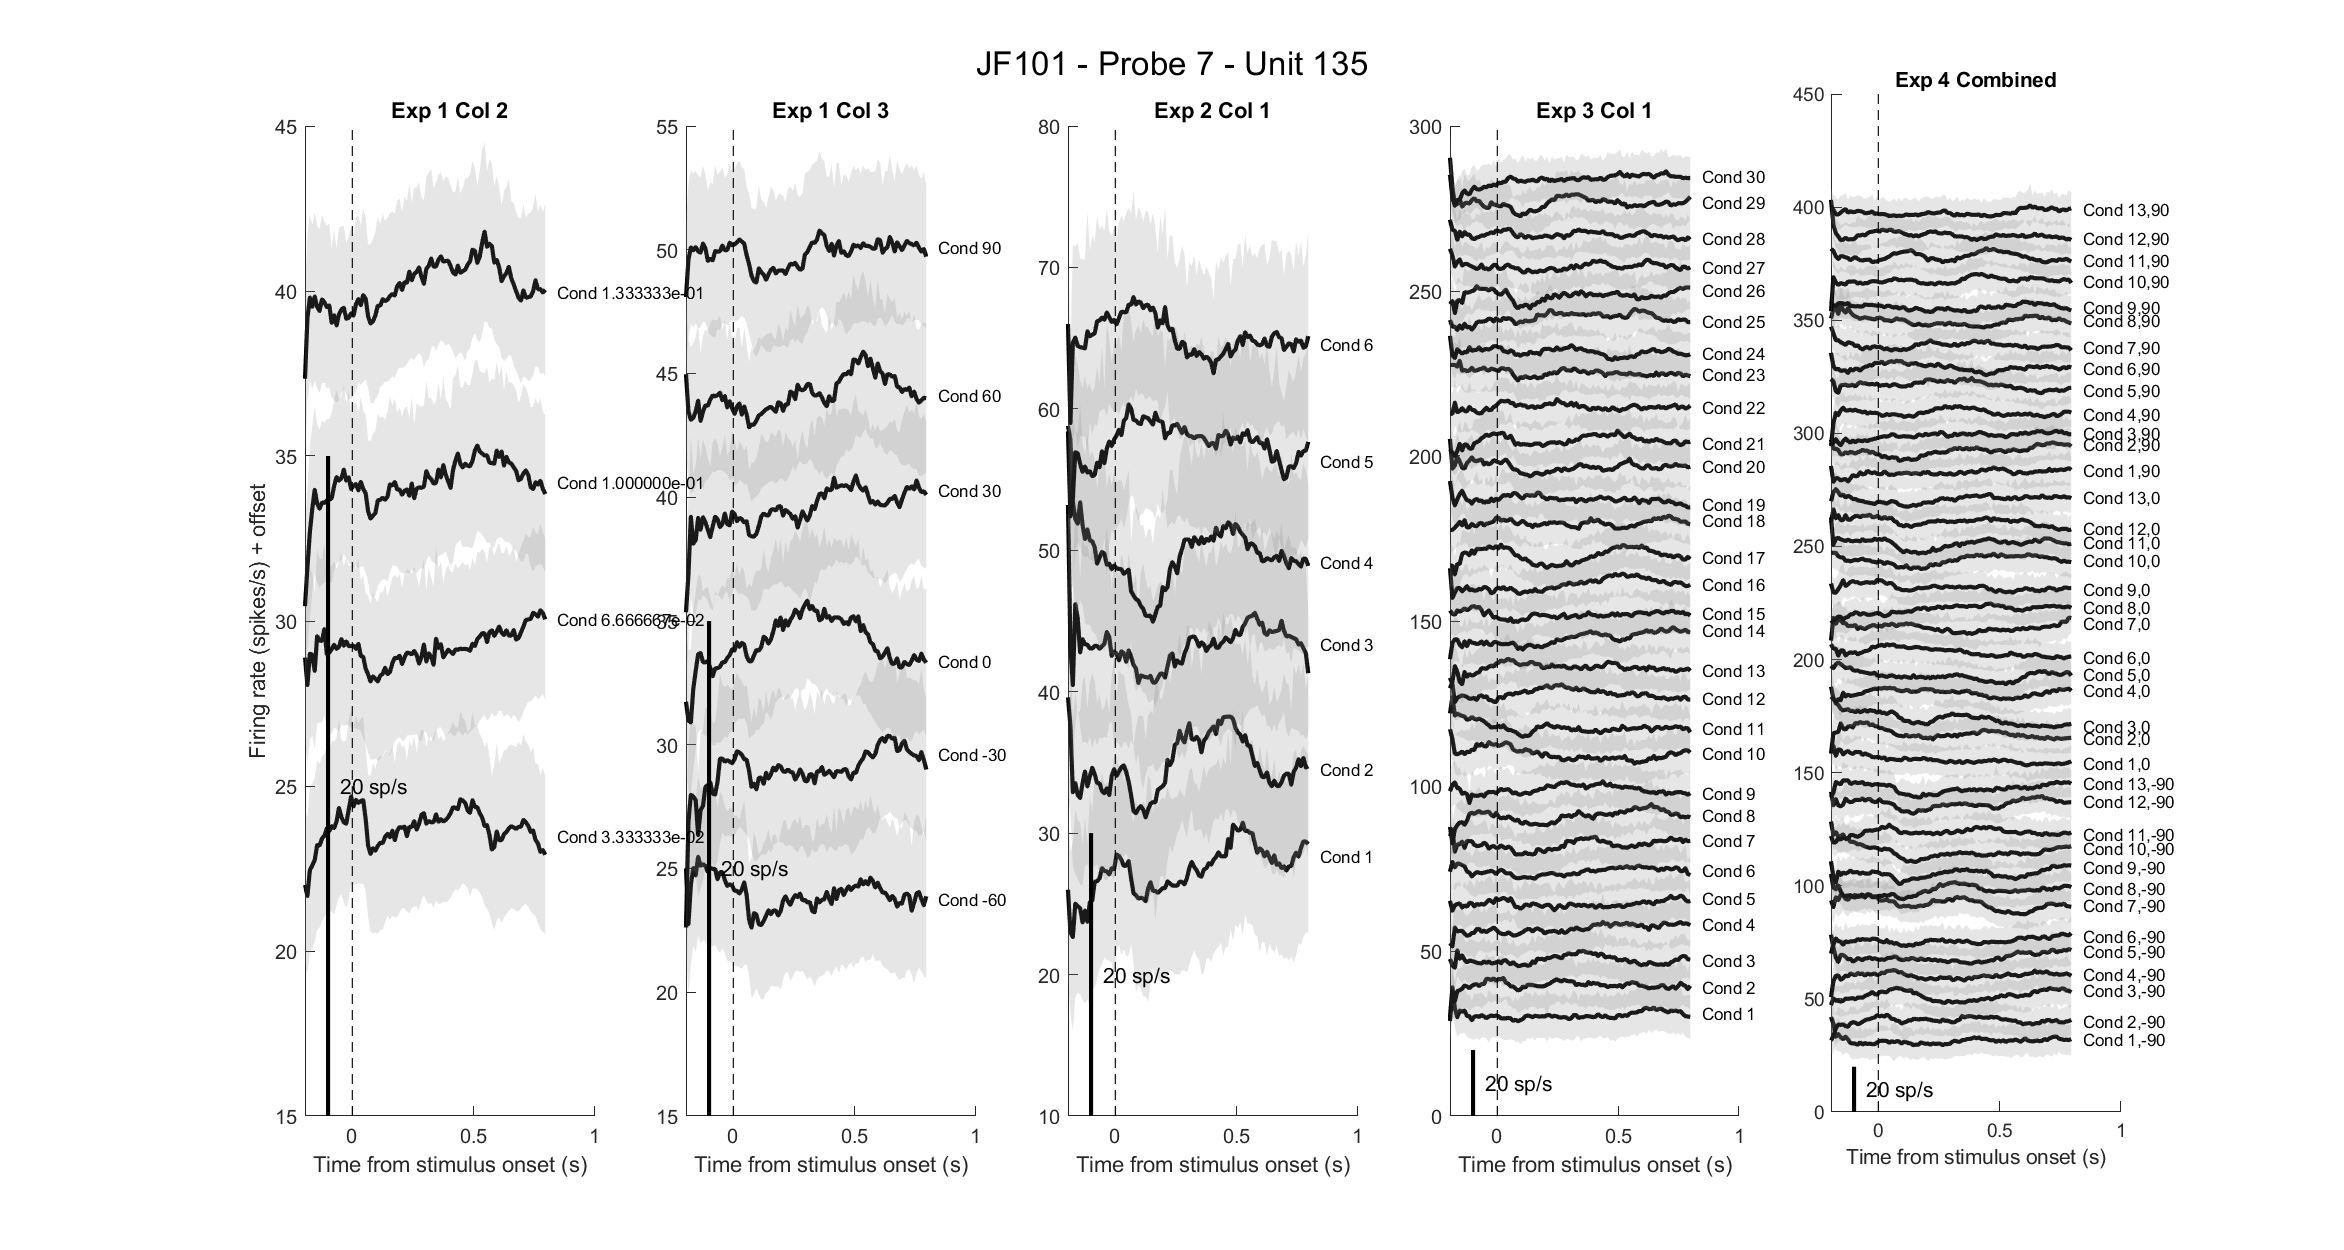 JF101 - Probe 7 - Unit 135
Exp 1 Col 2
Firing rate (spikes/s) + offset
45
40
35
30
25
20
15
Cond 1.333333e-01
Cond 1.000000e-01
Cond 6.666667e-02
Cond 3.333333e-02
20 sp/s
0
0.5
1
Time from stimulus onset (s)
Exp 1 Col 3
55
50
45
40
35
30
25
20
15
Cond 90
Cond 60
Cond 30
Cond 0
Cond -30
Cond -60
20 sp/s
0
0.5
1
Time from stimulus onset (s)
Exp 2 Col 1
80
70
60
50
40
30
20
10
Cond 6
Cond 5
Cond 4
Cond 3
Cond 2
Cond 1
20 sp/s
0
0.5
1
Time from stimulus onset (s)
Exp 3 Col 1
300
250
200
150
100
50
0
Cond 30
Cond 29
Cond 28
Cond 27
Cond 26
Cond 25
Cond 24
Cond 23
Cond 22
Cond 21
Cond 20
Cond 19
Cond 18
Cond 17
Cond 16
Cond 15
Cond 14
Cond 13
Cond 12
Cond 11
Cond 10
Cond 9
Cond 8
Cond 7
Cond 6
Cond 5
Cond 4
Cond 3
Cond 2
Cond 1
20 sp/s
0
0.5
1
Time from stimulus onset (s)
Exp 4 Combined
450
400
350
300
250
200
150
100
50
0
Cond 13,90
Cond 12,90
Cond 11,90
Cond 10,90
Cond 9,90
Cond 8,90
Cond 7,90
Cond 6,90
Cond 5,90
Cond 4,90
Cond 3,90
Cond 2,90
Cond 1,90
Cond 13,0
Cond 12,0
Cond 11,0
Cond 10,0
Cond 9,0
Cond 8,0
Cond 7,0
Cond 6,0
Cond 5,0
Cond 4,0
Cond 3,0
Cond 2,0
Cond 1,0
Cond 13,-90
Cond 12,-90
Cond 11,-90
Cond 10,-90
Cond 9,-90
Cond 8,-90
Cond 7,-90
Cond 6,-90
Cond 5,-90
Cond 4,-90
Cond 3,-90
Cond 2,-90
Cond 1,-90
20 sp/s
0
0.5
1
Time from stimulus onset (s)